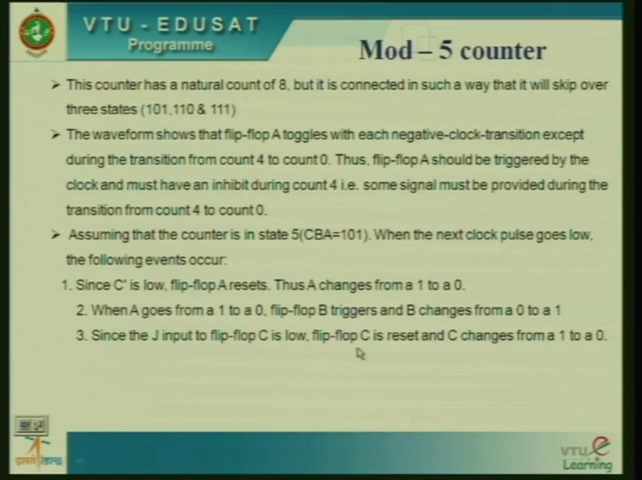 VTU - EDUSAT
Programme
Mod – 5 counter
➢ This counter has a natural count of 8, but it is connected in such a way that it will skip over
three states (101,110 & 111)
➢ The waveform shows that flip-flop A toggles with each negative-clock-transition except
during the transition from count 4 to count 0. Thus, flip-flop A should be triggered by the
clock and must have an inhibit during count 4 i.e. some signal must be provided during the
transition from count 4 to count 0.
➢ Assuming that the counter is in state 5(CBA=101). When the next clock pulse goes low,
the following events occur:
1. Since C' is low, flip-flop A resets. Thus A changes from a 1 to a 0.
2. When A goes from a 1 to a 0, flip-flop B triggers and B changes from a 0 to a 1
3. Since the J input to flip-flop C is low, flip-flop C is reset and C changes from a 1 to a 0.
VTU e
Learning